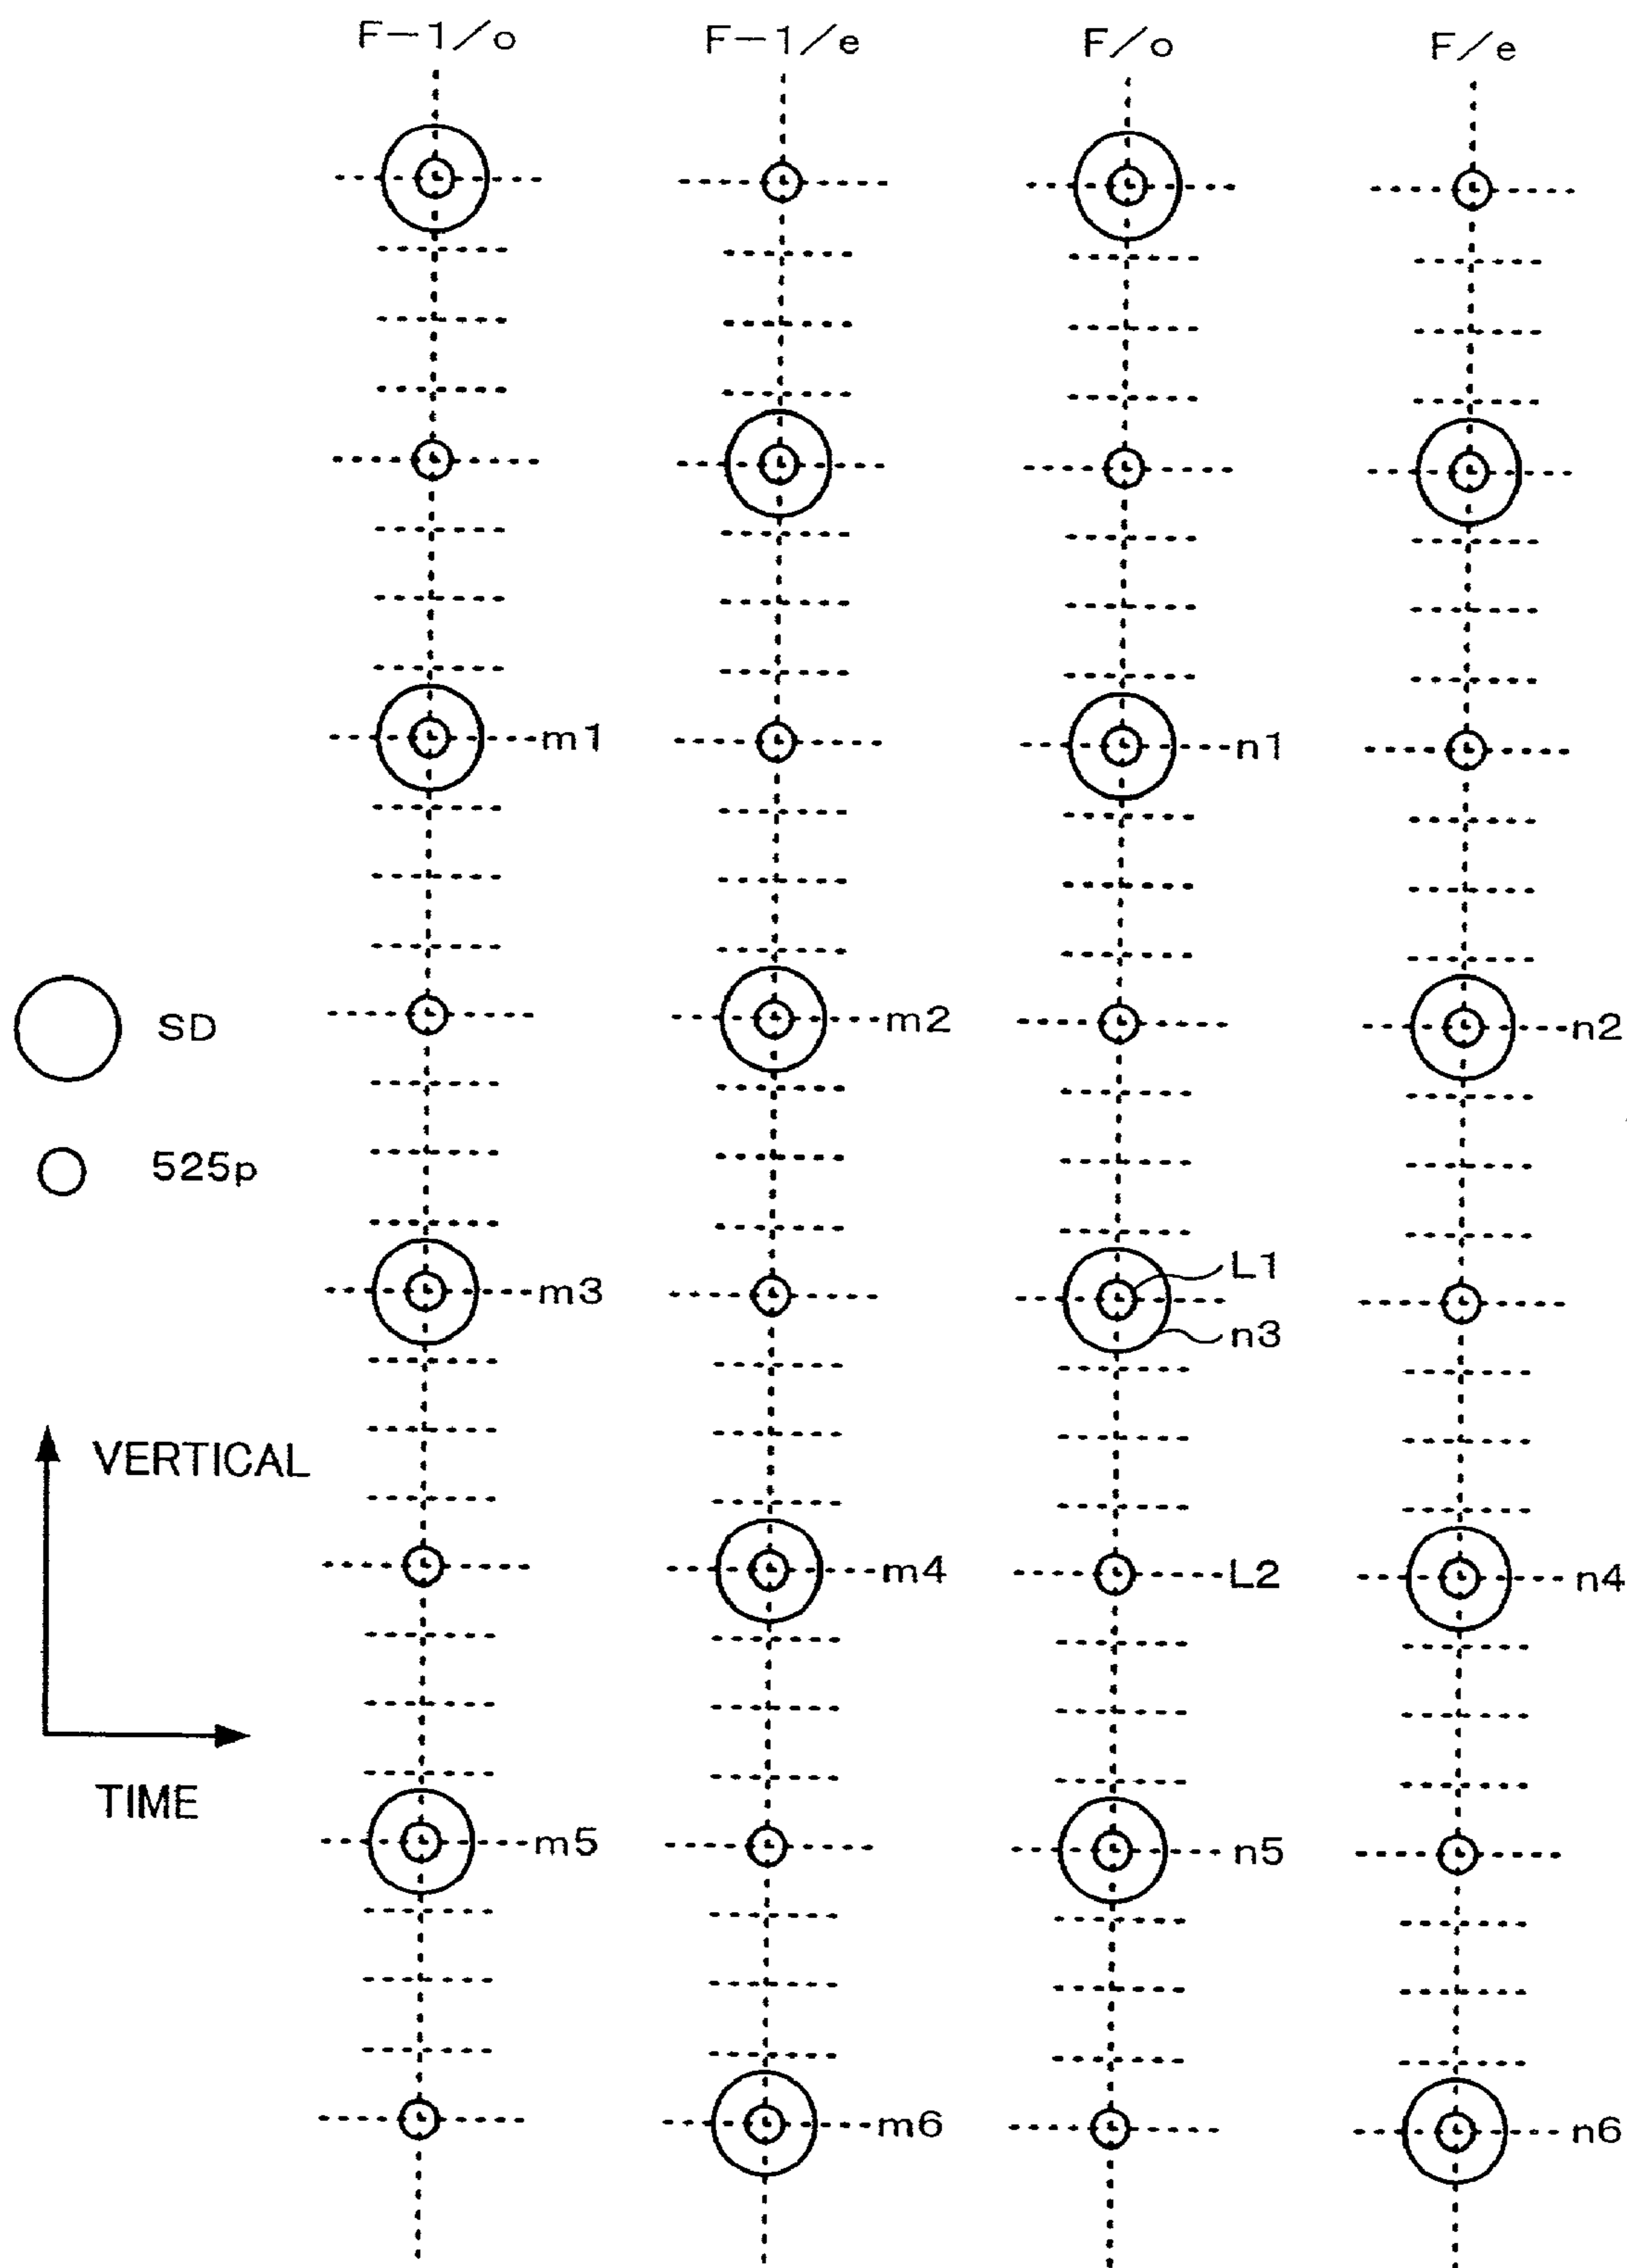 F-1/o F-1/e F/o F/e
m1 n1
m2 n2
SD
525p
L1
m3
n3
VERTICAL
m4 L2 n4
TIME
m5 n5
m6 n6